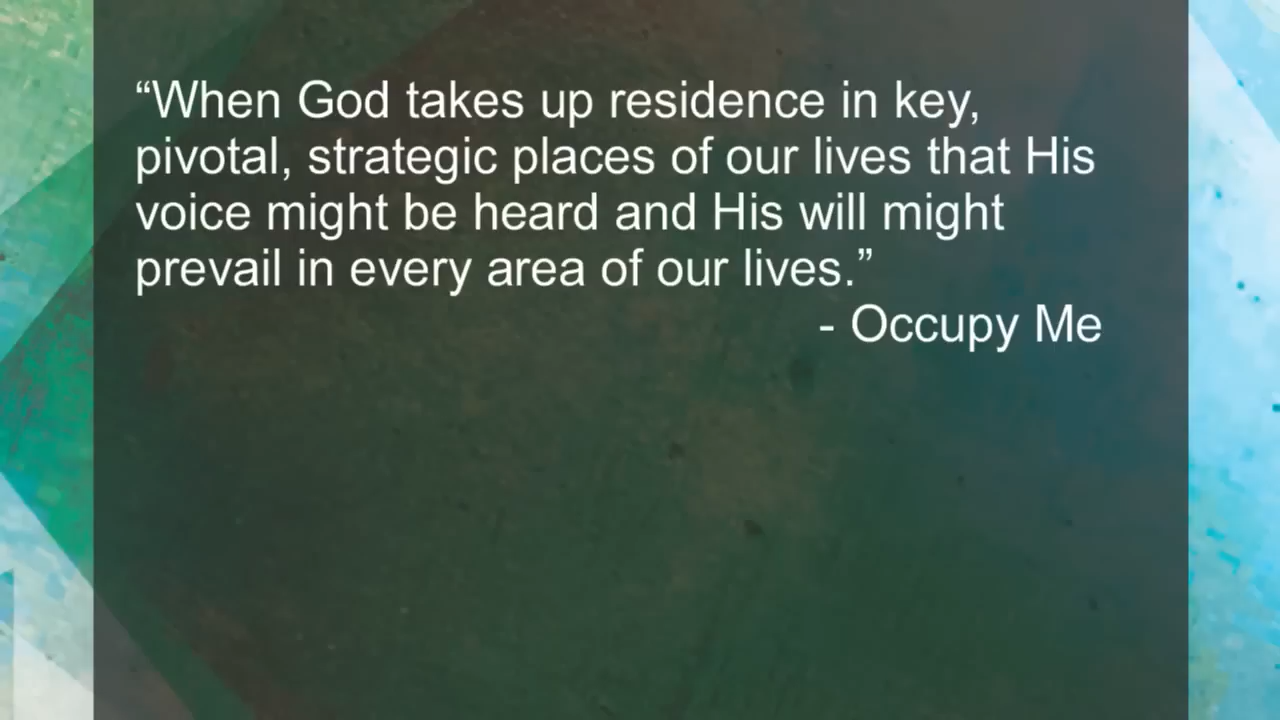 “When God takes up residence in key,
pivotal, strategic places of our lives that His
voice might be heard and His will might
prevail in every area of our lives.”
- Occupy Me